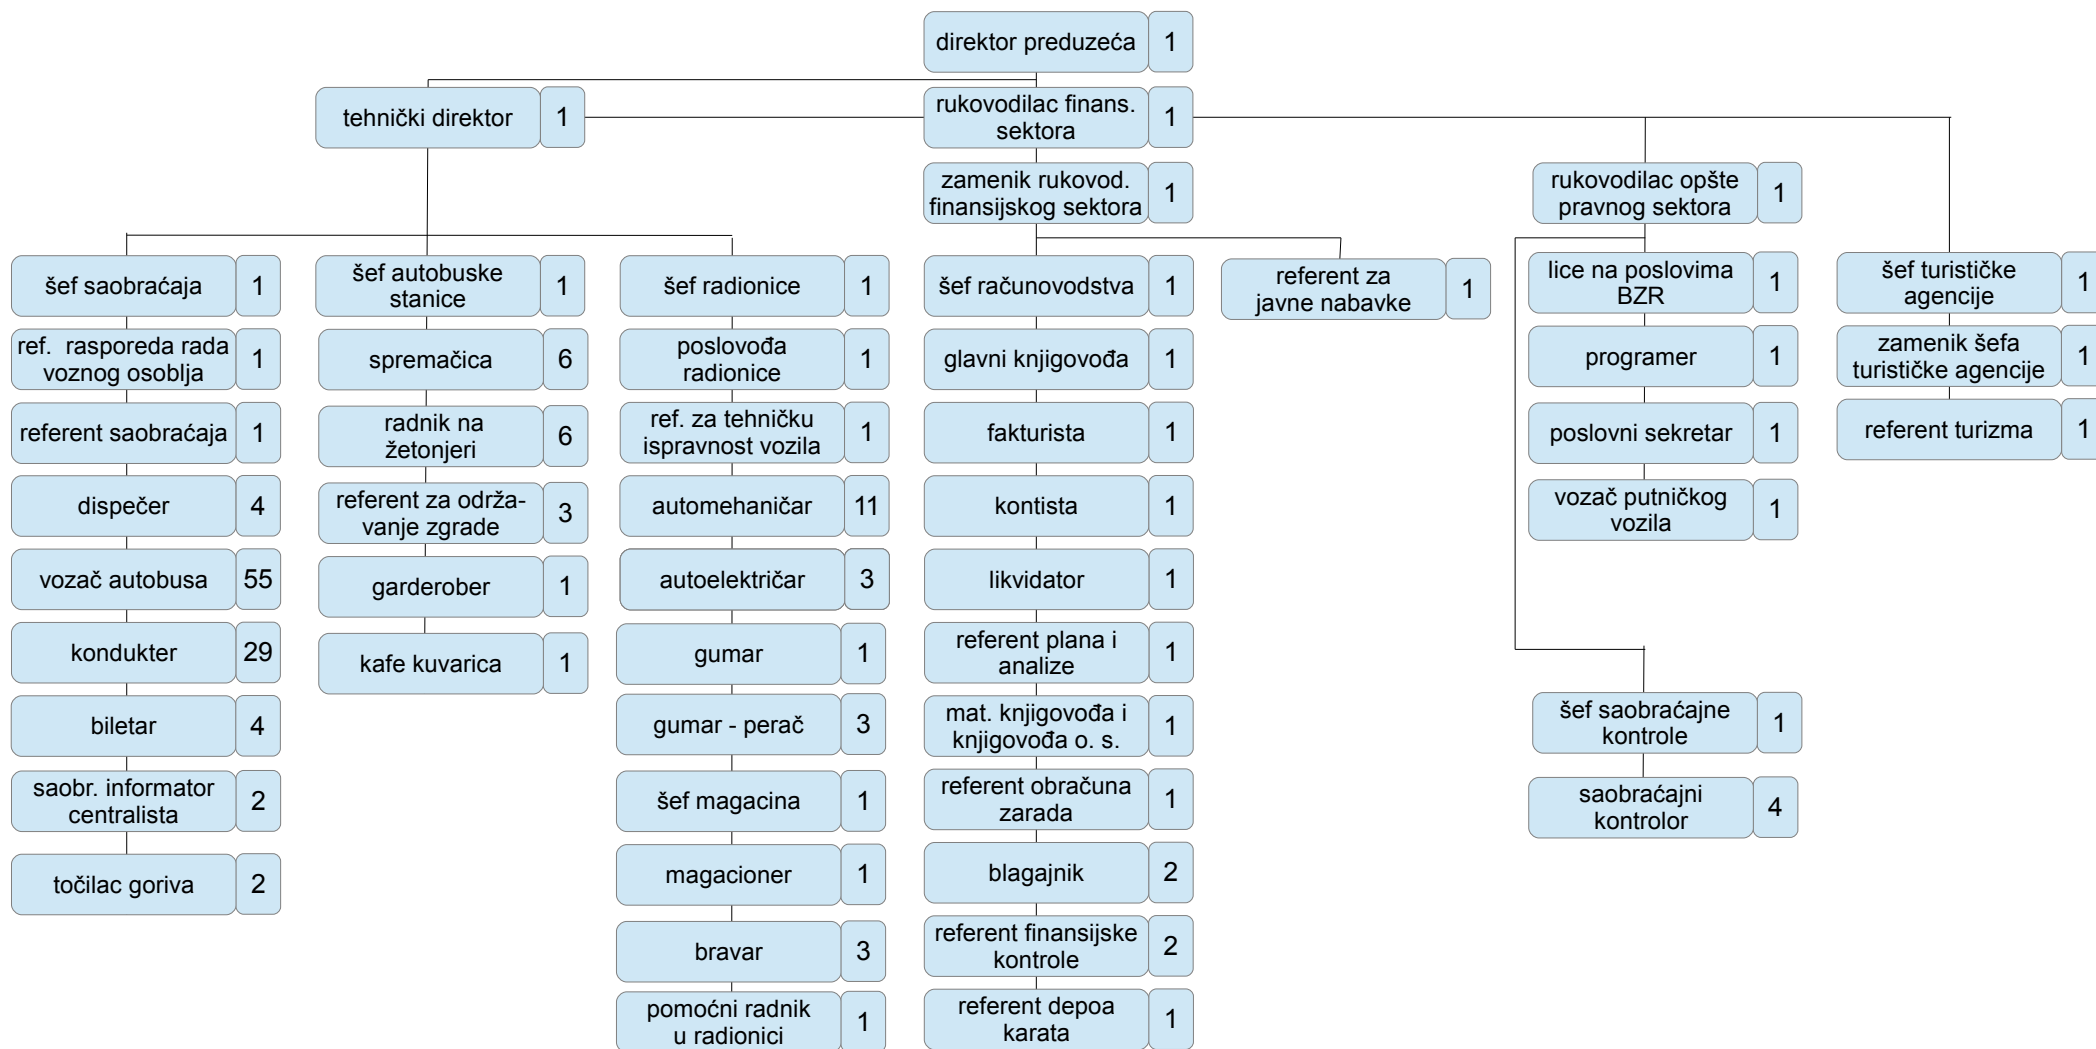 direktor preduzeća 1
tehnički direktor 1
rukovodilac finans.
sektora 1
zamenik rukovod.
finansijskog sektora 1
rukovodilac opšte
pravnog sektora 1
šef saobraćaja 1
ref.  rasporeda rada
voznog osoblja 1
referent saobraćaja 1
dispečer 4
vozač autobusa 55
kondukter 29
biletar 4
saobr. informator
centralista 2
točilac goriva 2
šef autobuske
stanice 1
spremačica 6
radnik na
žetonjeri 6
referent za održa-
vanje zgrade 3
garderober 1
kafe kuvarica 1
šef radionice 1
poslovođa
radionice 1
ref. za tehničku
ispravnost vozila 1
automehaničar 11
autoelektričar 3
gumar 1
gumar - perač 3
šef magacina 1
magacioner 1
bravar 3
pomoćni radnik
u radionici 1
šef računovodstva 1
glavni knjigovođa 1
fakturista 1
kontista 1
likvidator 1
referent plana i
analize 1
mat. knjigovođa i
knjigovođa o. s. 1
referent obračuna
zarada 1
blagajnik 2
referent finansijske
kontrole 2
referent depoa
karata 1
referent za
javne nabavke 1
lice na poslovima
BZR 1
programer 1
poslovni sekretar 1
vozač putničkog
vozila 1
šef saobraćajne
kontrole 1
saobraćajni
kontrolor 4
šef turističke
agencije 1
zamenik šefa
turističke agencije 1
referent turizma 1